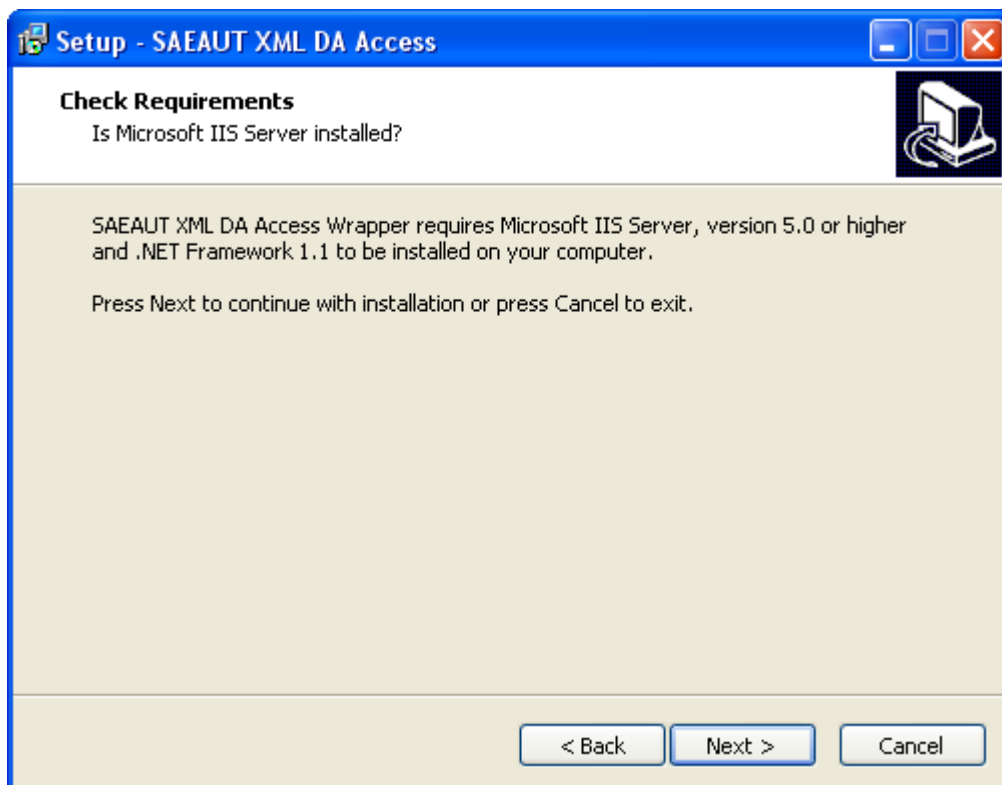 Setup - SAEAUT XML DA Access
Check Requirements
Is Microsoft IIS Server installed?
SAEAUT XML DA Access Wrapper requires Microsoft IIS Server, version 5.0 or higher
and .NET Framework 1.1 to be installed on your computer.
Press Next to continue with installation or press Cancel to exit.
< Back
Next >
Cancel